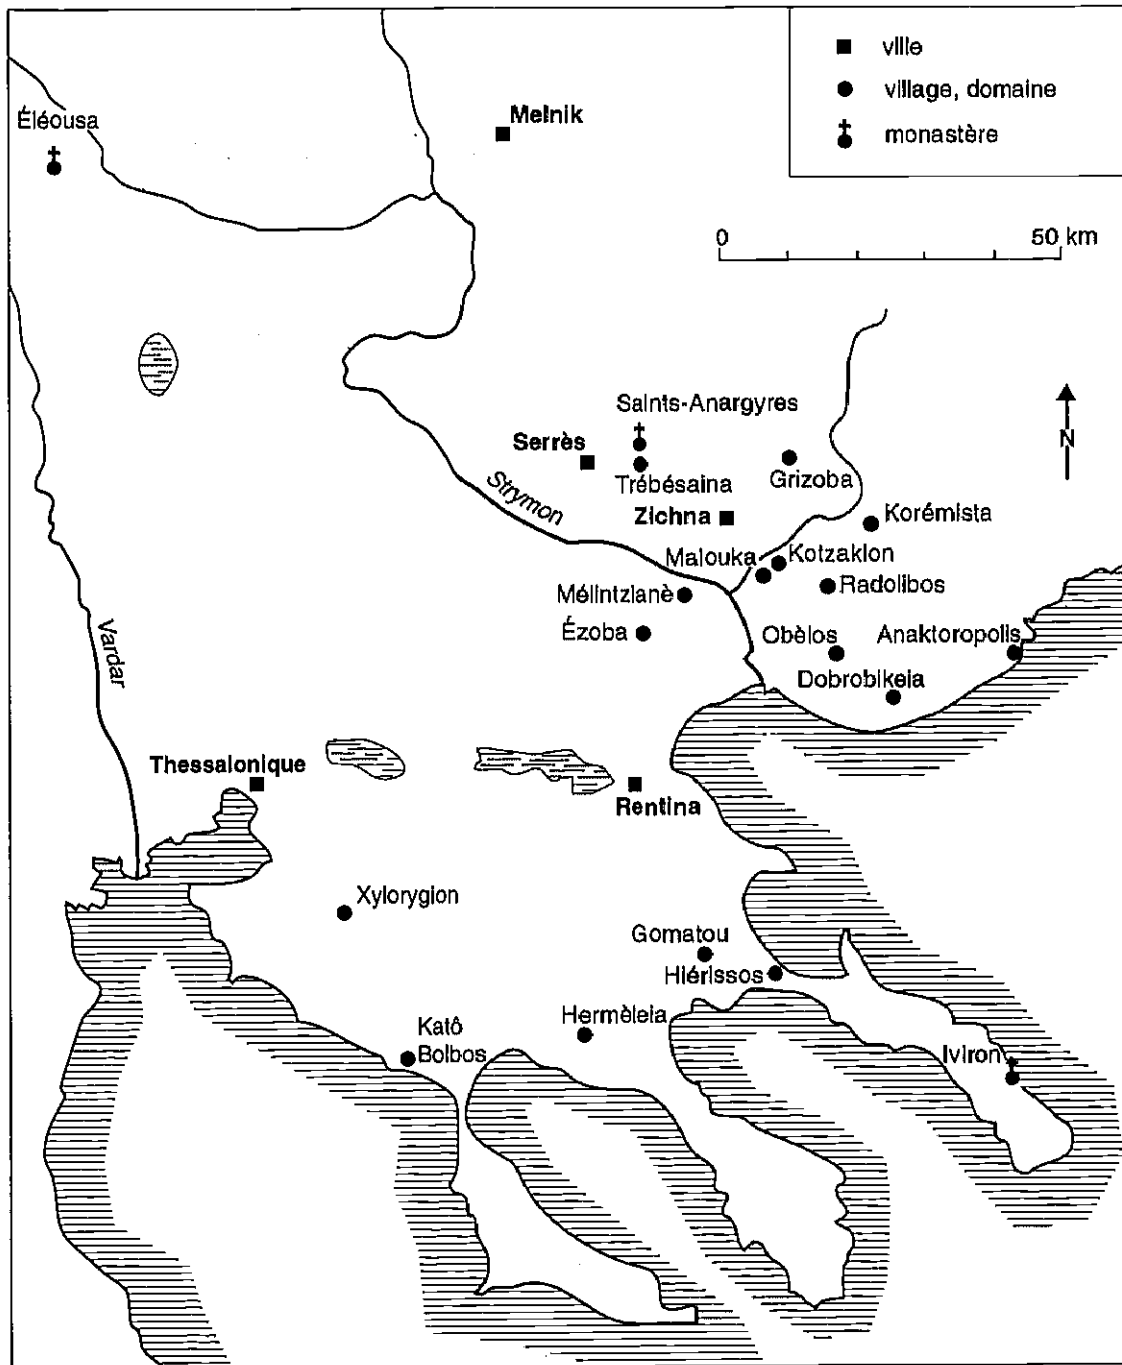 ville
village, domaine
monastère
Éléousa
Melnik
0 50 km
N
Saints-Anargyres
Serrès
Trébésaina
Grizoba
Strymon
Zichna
Korémista
Malouka
Kotzakion
Radolibos
Mélintzianè
Ézoba
Obèlos
Anaktoropolis
Dobrobikeia
Vardar
Thessalonique
Rentina
Xylorygion
Gomatou
Hiérissos
Hermèleia
Katô
Bolbos
Iviron